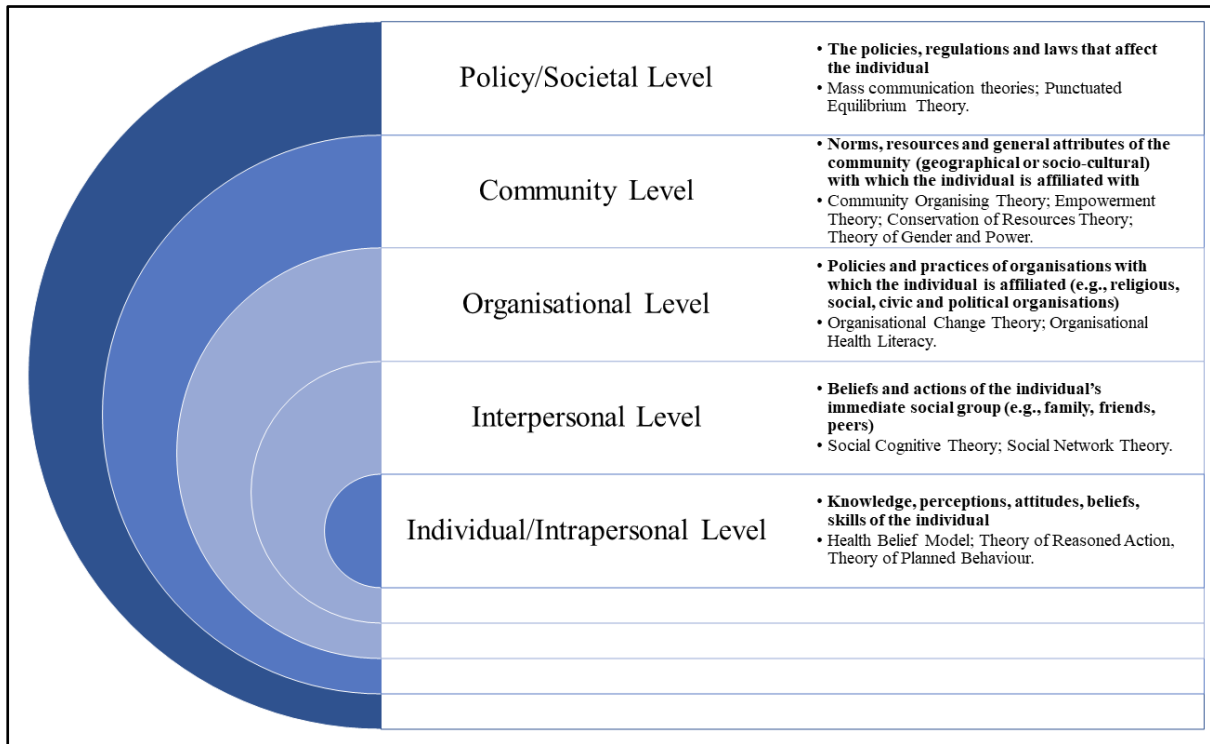 Policy/Societal Level
• The policies, regulations and laws that affect
the individual
• Mass communication theories; Punctuated
Equilibrium Theory.
Community Level
• Norms, resources and general attributes of the
community (geographical or socio-cultural)
with which the individual is affiliated with
• Community Organising Theory; Empowerment
Theory; Conservation of Resources Theory;
Theory of Gender and Power.
Organisational Level
• Policies and practices of organisations with
which the individual is affiliated (e.g., religious,
social, civic and political organisations)
• Organisational Change Theory; Organisational
Health Literacy.
Interpersonal Level
• Beliefs and actions of the individual’s
immediate social group (e.g., family, friends,
peers)
• Social Cognitive Theory; Social Network Theory.
Individual/Intrapersonal Level
• Knowledge, perceptions, attitudes, beliefs,
skills of the individual
• Health Belief Model; Theory of Reasoned Action,
Theory of Planned Behaviour.